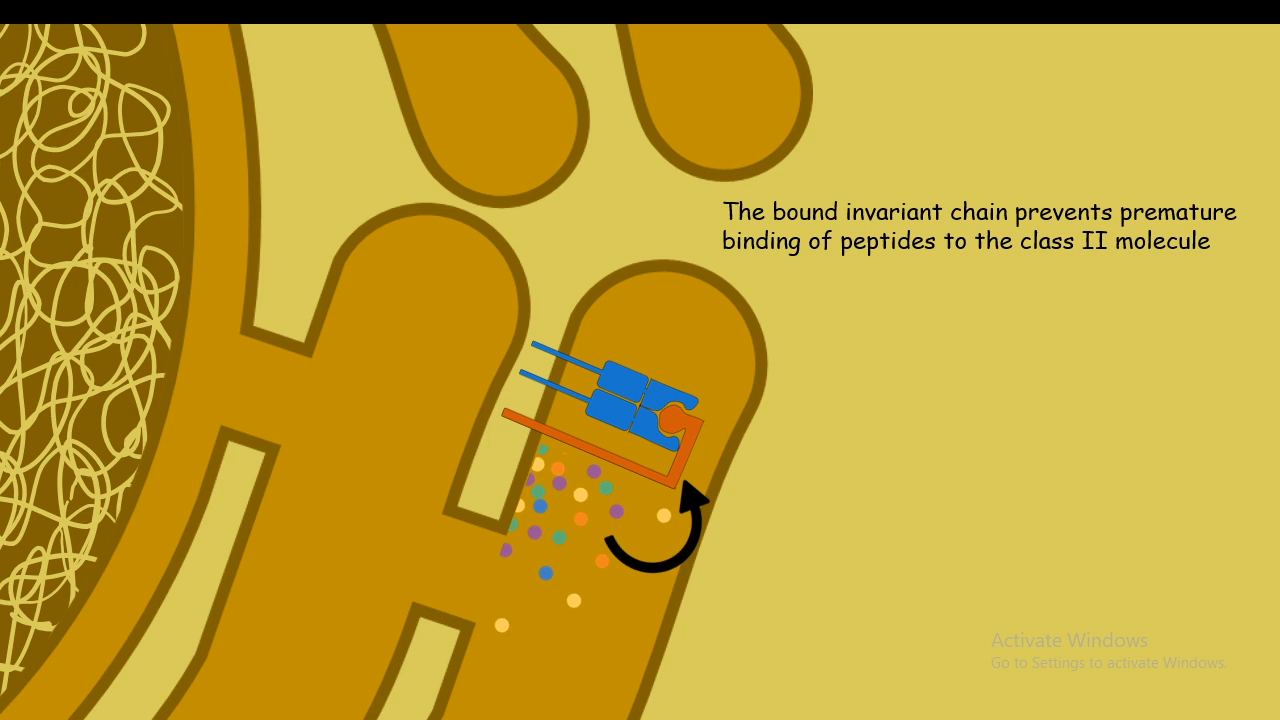 The bound invariant chain prevents premature
binding of peptides to the class II molecule
Activate Windows
Go to Settings to activate Windows.